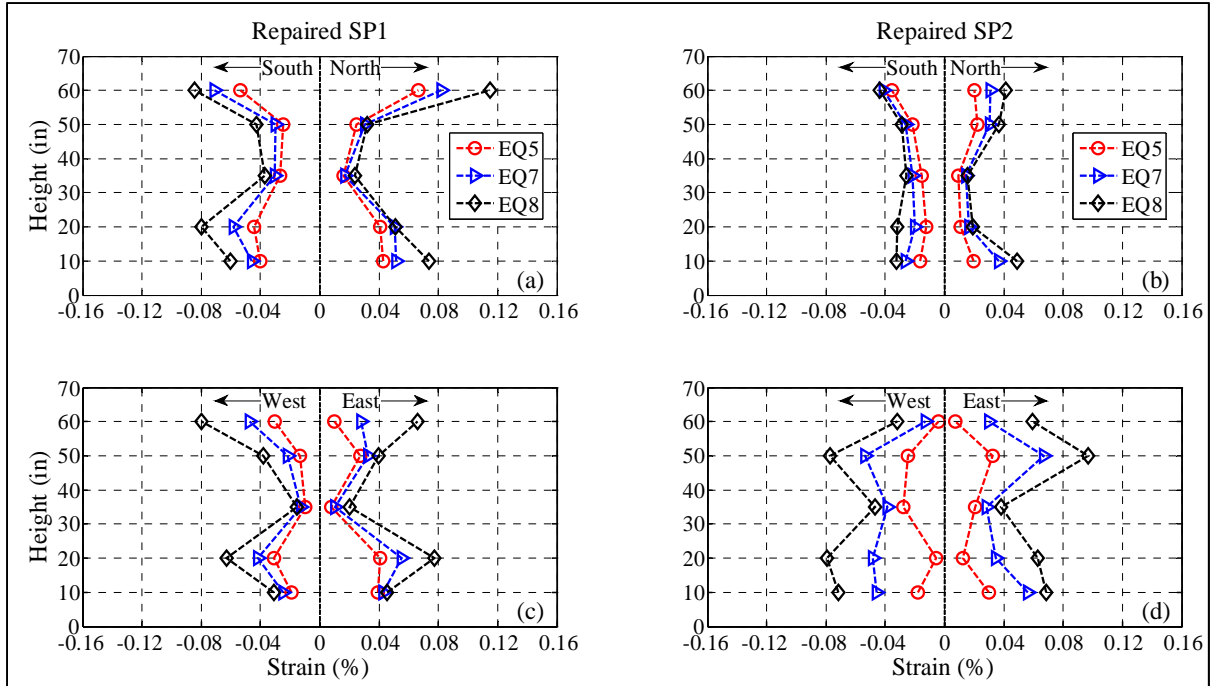 Repaired SP1
Repaired SP2
70
60
50
40
30
20
10
0
Height (in)
South North
EQ5
EQ7
EQ8
(a)
-0.16 -0.12 -0.08 -0.04 0 0.04 0.08 0.12 0.16
70
60
50
40
30
20
10
0
South North
EQ5
EQ7
EQ8
(b)
-0.16 -0.12 -0.08 -0.04 0 0.04 0.08 0.12 0.16
70
60
50
40
30
20
10
0
Height (in)
West East
(c)
-0.16 -0.12 -0.08 -0.04 0 0.04 0.08 0.12 0.16
Strain (%)
70
60
50
40
30
20
10
0
West East
(d)
-0.16 -0.12 -0.08 -0.04 0 0.04 0.08 0.12 0.16
Strain (%)